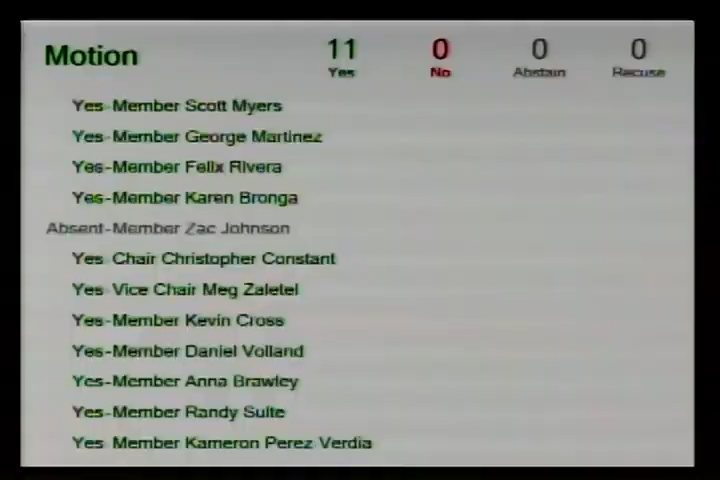 Motion 11 0 0 0
Yes No Abstain Recuse
Yes-Member Scott Myers
Yes-Member George Martinez
Yes-Member Felix Rivera
Yes-Member Karen Bronga
Absent-Member Zac Johnson
Yes Chair Christopher Constant
Yes Vice Chair Meg Zaletel
Yes-Member Kevin Cross
Yes-Member Daniel Volland
Yes-Member Anna Brawley
Yes-Member Randy Sulte
Yes Member Kameron Perez Verdia